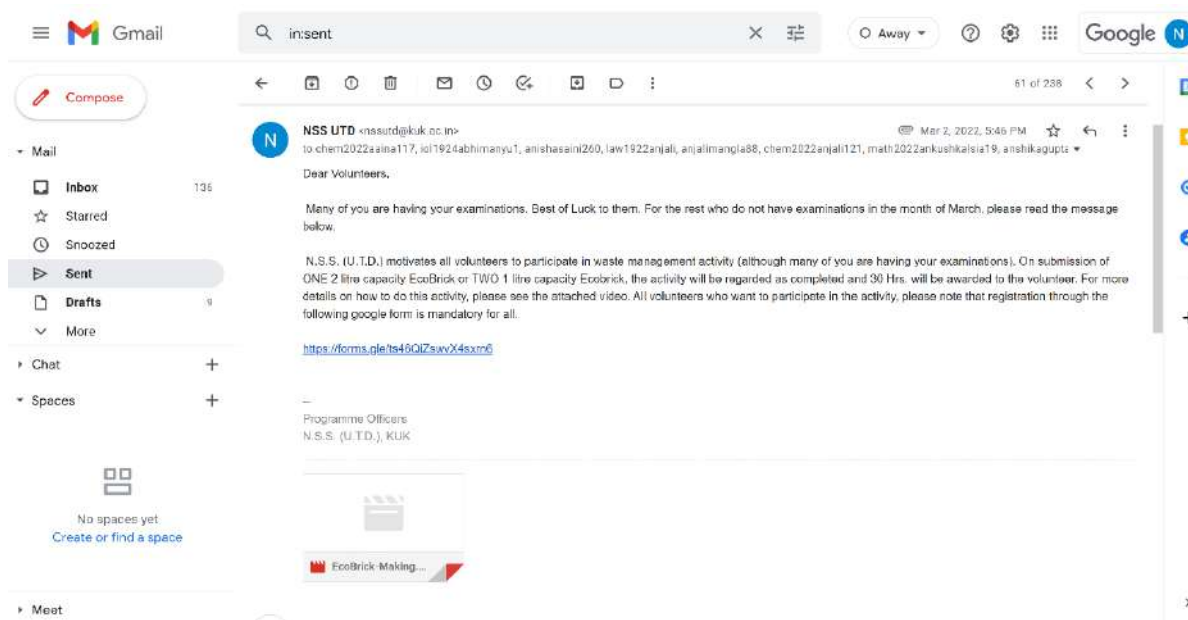 Gmail
in:sent
Away
Google N
Compose
61 of 238
Mail
Inbox 136
Starred
Snoozed
Sent
Drafts 9
More
Chat
Spaces
No spaces yet
Create or find a space
Meet
N
NSS UTD <nssutd@kuk.ac.in>
Mar 2, 2022, 5:46 PM
to chem2022aaina117, iol1924abhimanyu1, anishasaini260, law1922anjali, anjalimangla88, chem2022anjali121, math2022ankushkalsia19, anshikagupta
Dear Volunteers,
Many of you are having your examinations. Best of Luck to them. For the rest who do not have examinations in the month of March, please read the message
below.
N.S.S. (U.T.D.) motivates all volunteers to participate in waste management activity (although many of you are having your examinations). On submission of
ONE 2 litre capacity EcoBrick or TWO 1 litre capacity Ecobrick, the activity will be regarded as completed and 30 Hrs. will be awarded to the volunteer. For more
details on how to do this activity, please see the attached video. All volunteers who want to participate in the activity, please note that registration through the
following google form is mandatory for all.
https://forms.gle/ts46QiZswvX4sxrn6
--
Programme Officers
N.S.S. (U.T.D.), KUK
EcoBrick-Making....